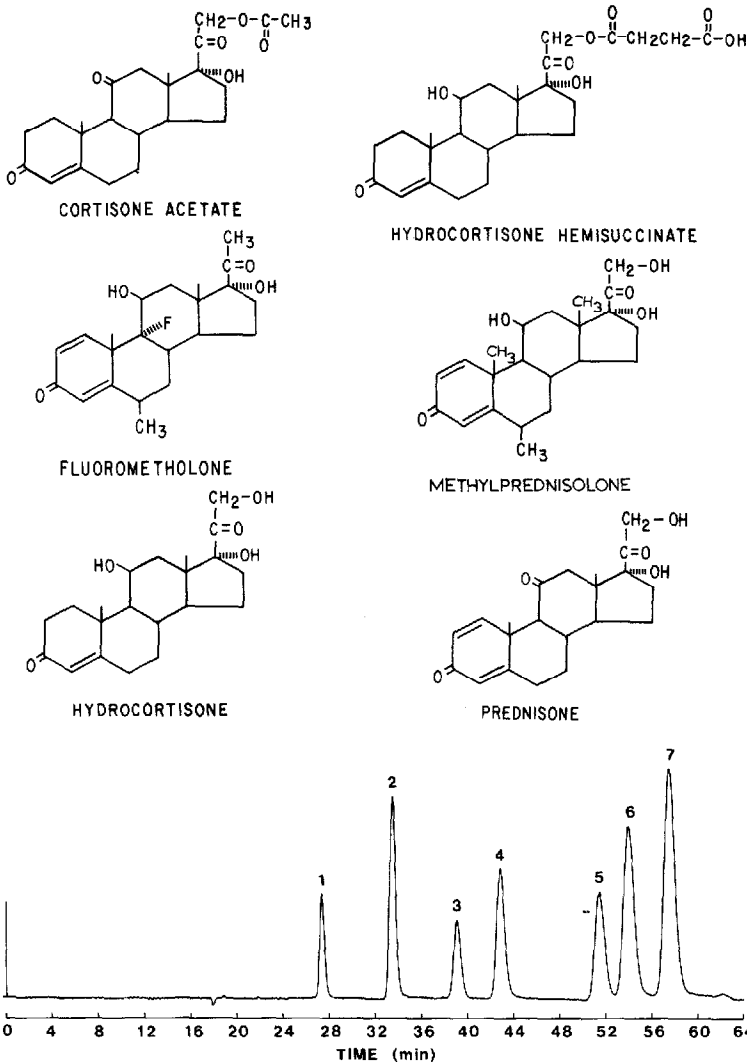 CH2-O-C-CH3
C=O
O
O
OH
O
CORTISONE ACETATE
O
O
CH2-O-CCH2CH2-C-OH
C=O
OH
HO
O
HYDROCORTISONE HEMISUCCINATE
CH3
C=O
OH
HO
F
O
CH3
FLUOROMETHOLONE
CH2-OH
C=O
CH3
OH
HO
CH3
O
CH3
METHYLPREDNISOLONE
CH2-OH
C=O
OH
HO
O
HYDROCORTISONE
CH2-OH
C=O
OH
O
O
PREDNISONE
1
2
3
4
5
6
7
0 4 8 12 16 20 24 28 32 36 40 44 48 52 56 60 64
TIME (min)